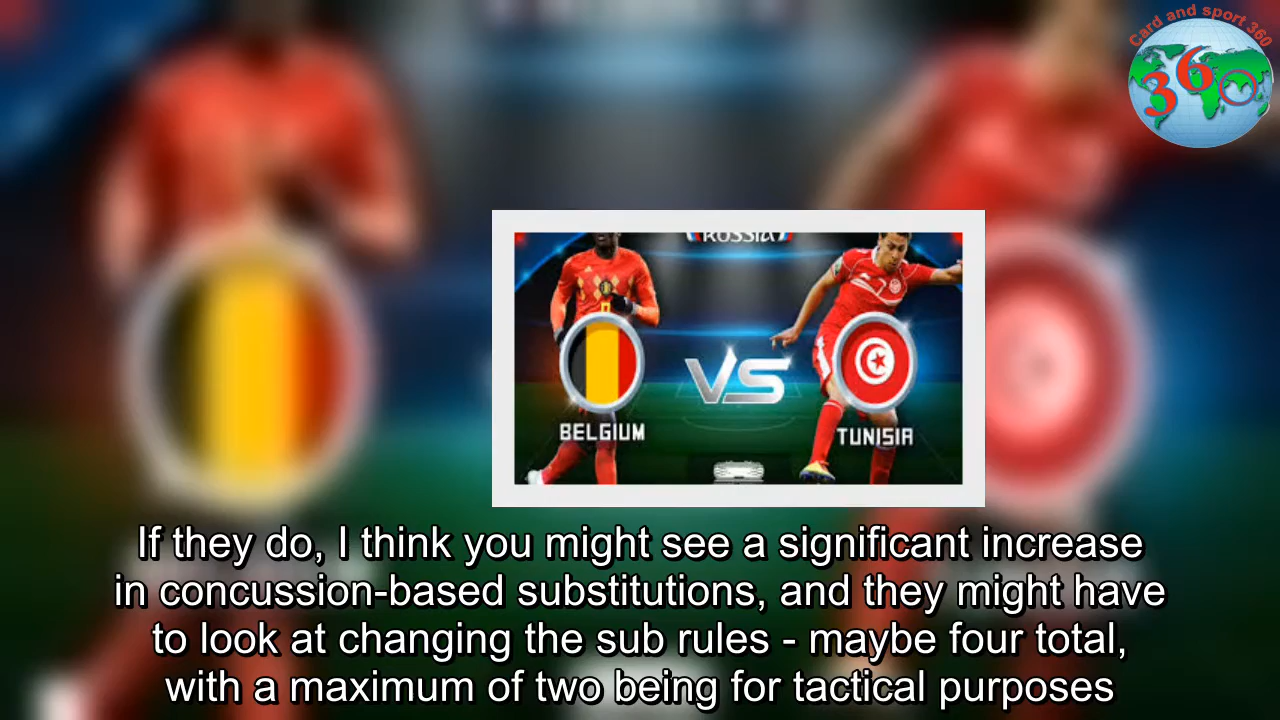 Card and sport 360
360
RUSSIA
VS
BELGIUM
TUNISIA
If they do, I think you might see a significant increase
in concussion-based substitutions, and they might have
to look at changing the sub rules - maybe four total,
with a maximum of two being for tactical purposes